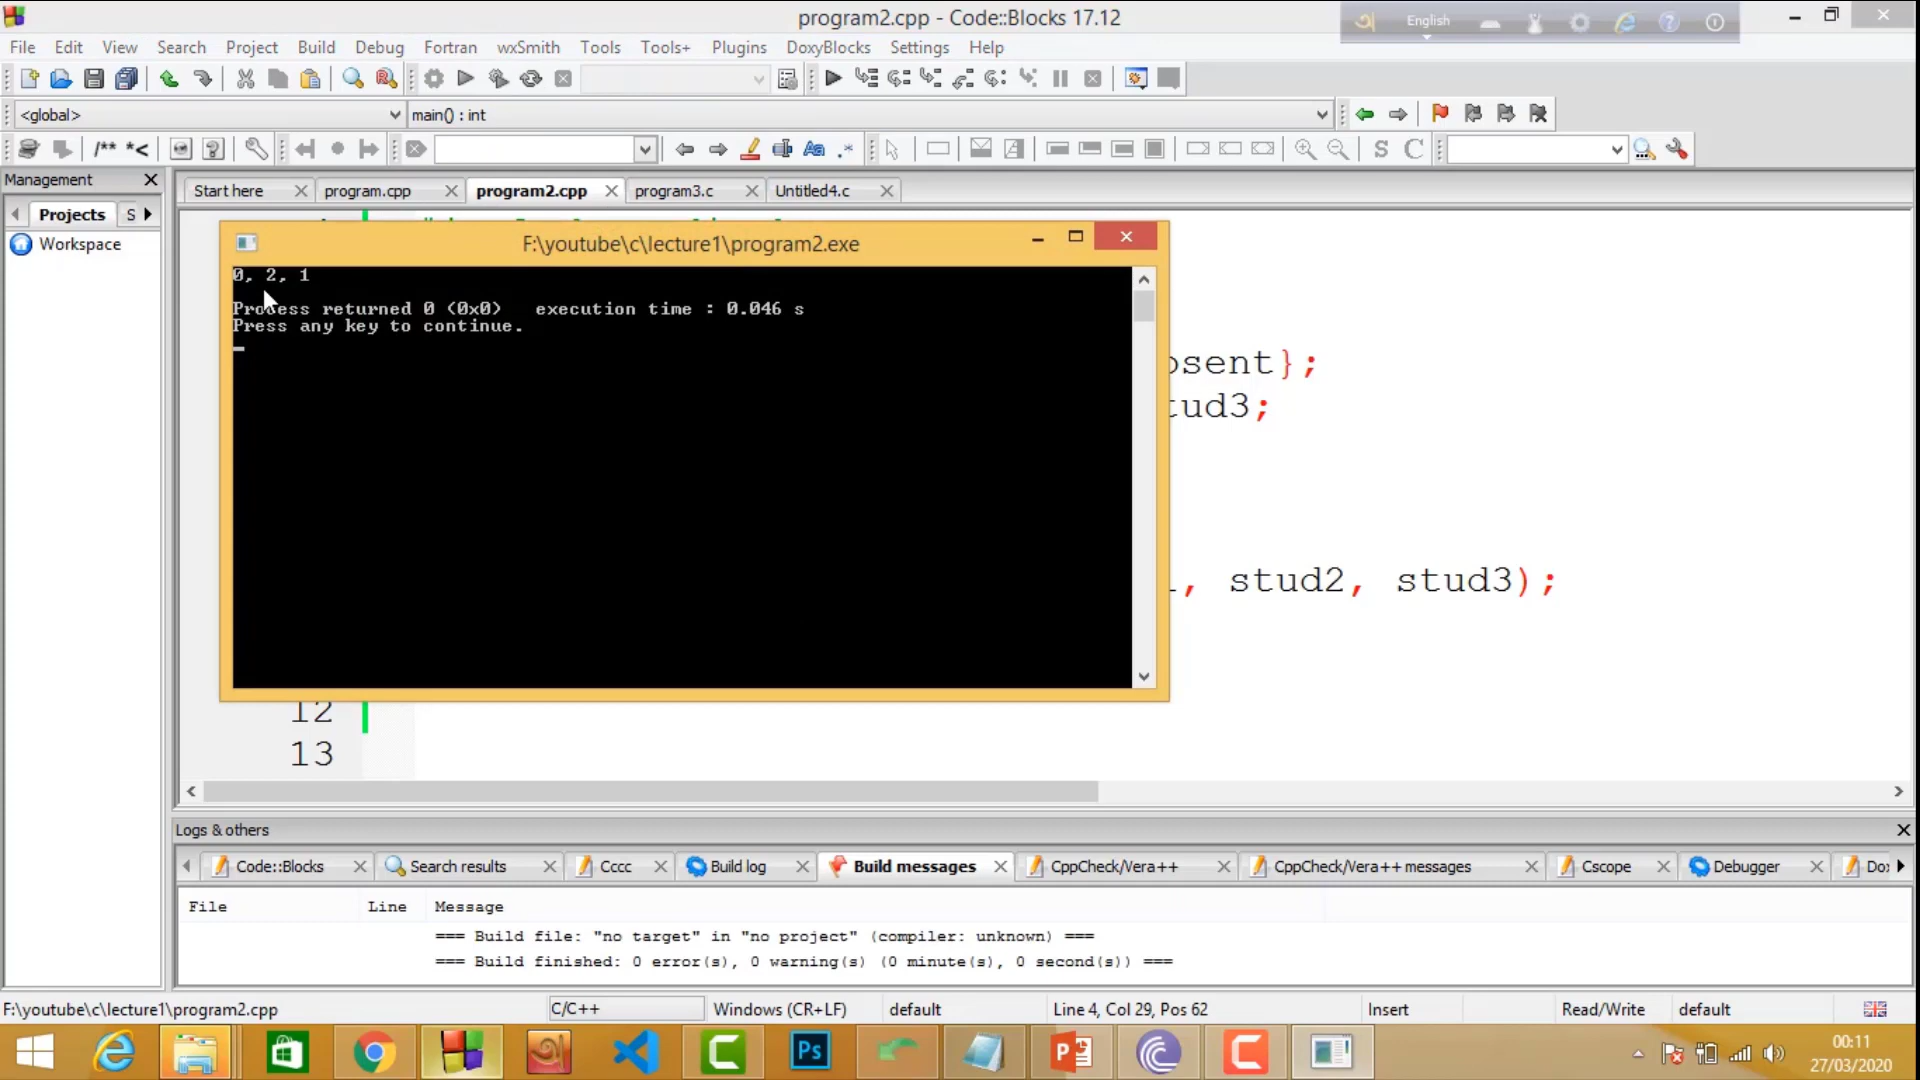 program2.cpp - Code::Blocks 17.12
English
File Edit View Search Project Build Debug Fortran wxSmith Tools Tools+ Plugins DoxyBlocks Settings Help
<global> main() : int
/** *<
Aa .*
S C
Management
Start here program.cpp program2.cpp program3.c Untitled4.c
Projects S
Workspace
F:\youtube\c\lecture1\program2.exe
0, 2, 1
Process returned 0 (0x0) execution time : 0.046 s
Press any key to continue.
sent};
tud3;
, stud2, stud3);
12
13
Logs & others
Code::Blocks Search results Cccc Build log Build messages CppCheck/Vera++ CppCheck/Vera++ messages Cscope Debugger Do
File Line Message
=== Build file: "no target" in "no project" (compiler: unknown) ===
=== Build finished: 0 error(s), 0 warning(s) (0 minute(s), 0 second(s)) ===
F:\youtube\c\lecture1\program2.cpp C/C++ Windows (CR+LF) default Line 4, Col 29, Pos 62 Insert Read/Write default
Ps
00:11
27/03/2020